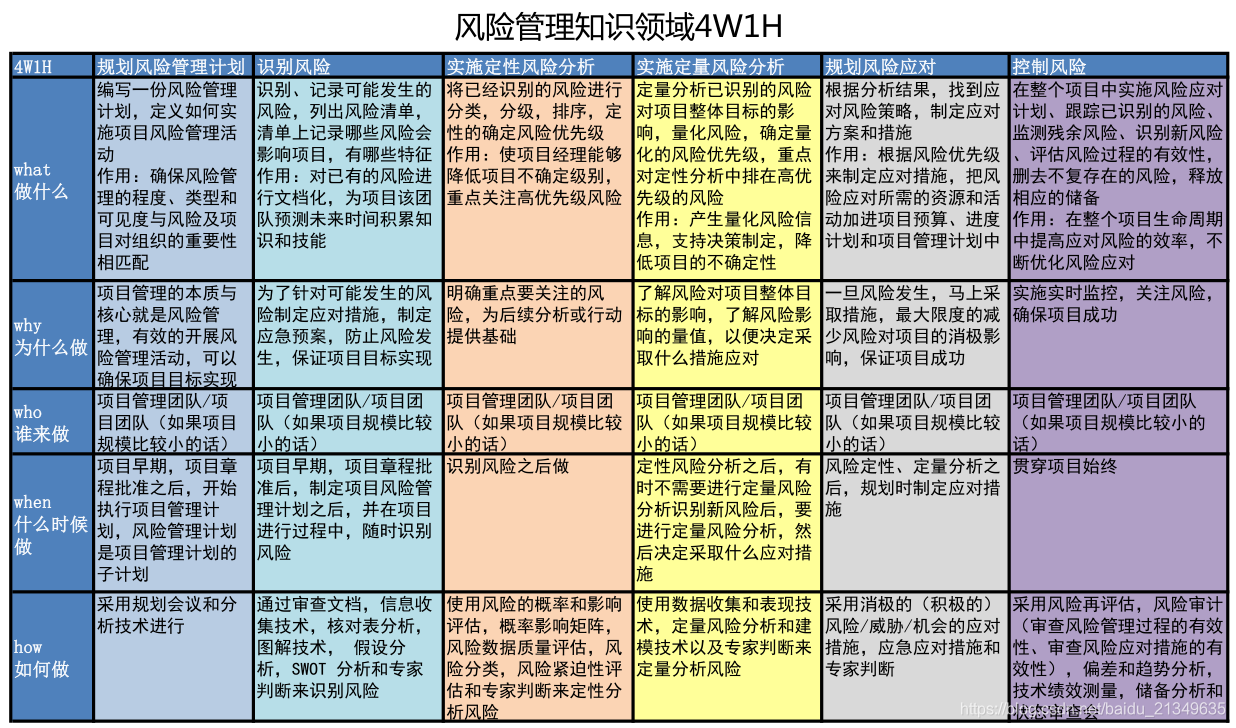 风险管理知识领域4W1H
4W1H
规划风险管理计划
识别风险
实施定性风险分析
实施定量风险分析
规划风险应对
控制风险
what
做什么
编写一份风险管理
计划，定义如何实
施项目风险管理活
动
作用：确保风险管
理的程度、类型和
可见度与风险及项
目对组织的重要性
相匹配
识别、记录可能发生的
风险，列出风险清单，
清单上记录哪些风险会
影响项目，有哪些特征
作用：对已有的风险进
行文档化，为项目该团
队预测未来时间积累知
识和技能
将已经识别的风险进行
分类，分级，排序，定
性的确定风险优先级
作用：使项目经理能够
降低项目不确定级别，
重点关注高优先级风险
定量分析已识别的风险
对项目整体目标的影
响，量化风险，确定量
化的风险优先级，重点
对定性分析中排在高优
先级的风险
作用：产生量化风险信
息，支持决策制定，降
低项目的不确定性
根据分析结果，找到应
对风险策略，制定应对
方案和措施
作用：根据风险优先级
来制定应对措施，把风
险应对所需的资源和活
动加进项目预算、进度
计划和项目管理计划中
在整个项目中实施风险应对
计划、跟踪已识别的风险、
监测残余风险、识别新风险
、评估风险过程的有效性，
删去不复存在的风险，释放
相应的储备
作用：在整个项目生命周期
中提高应对风险的效率，不
断优化风险应对
why
为什么做
项目管理的本质与
核心就是风险管
理，有效的开展风
险管理活动，可以
确保项目目标实现
为了针对可能发生的风
险制定应对措施，制定
应急预案，防止风险发
生，保证项目目标实现
明确重点要关注的风
险，为后续分析或行动
提供基础
了解风险对项目整体目
标的影响，了解风险影
响的量值，以便决定采
取什么措施应对
一旦风险发生，马上采
取措施，最大限度的减
少风险对项目的消极影
响，保证项目成功
实施实时监控，关注风险，
确保项目成功
who
谁来做
项目管理团队/项
目团队（如果项目
规模比较小的话）
项目管理团队/项目团
队（如果项目规模比较
小的话）
项目管理团队/项目团
队（如果项目规模比较
小的话）
项目管理团队/项目团
队（如果项目规模比较
小的话）
项目管理团队/项目团
队（如果项目规模比较
小的话）
项目管理团队/项目团队
（如果项目规模比较小的
话）
when
什么时候
做
项目早期，项目章
程批准之后，开始
执行项目管理计
划，风险管理计划
是项目管理计划的
子计划
项目早期，项目章程批
准后，制定项目风险管
理计划之后，并在项目
进行过程中，随时识别
风险
识别风险之后做
定性风险分析之后，有
时不需要进行定量风险
分析识别新风险后，要
进行定量风险分析，然
后决定采取什么应对措
施
风险定性、定量分析之
后，规划时制定应对措
施
贯穿项目始终
how
如何做
采用规划会议和分
析技术进行
通过审查文档，信息收
集技术，核对表分析，
图解技术， 假设分
析，SWOT 分析和专家
判断来识别风险
使用风险的概率和影响
评估，概率影响矩阵，
风险数据质量评估，风
险分类，风险紧迫性评
估和专家判断来定性分
析风险
使用数据收集和表现技
术，定量风险分析和建
模技术以及专家判断来
定量分析风险
采用消极的（积极的）
风险/威胁/机会的应对
措施，应急应对措施和
专家判断
采用风险再评估，风险审计
（审查风险管理过程的有效
性、审查风险应对措施的有
效性），偏差和趋势分析，
技术绩效测量，储备分析和
状态审查会
https://blog.csdn.net/baidu_21349635